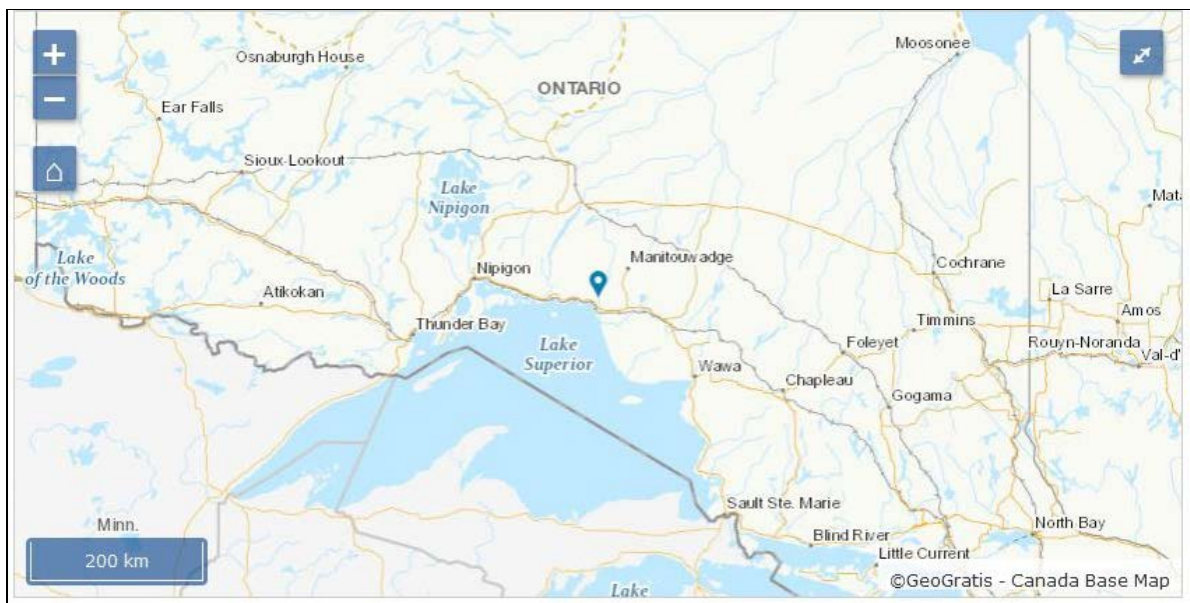 +
−
Osnaburgh House
Moosonee
ONTARIO
Ear Falls
Sioux-Lookout
Lake
Nipigon
Mat
Lake
of the Woods
Nipigon
Manitouwadge
Cochrane
Atikokan
La Sarre
Amos
Thunder Bay
Timmins
Lake
Superior
Foleyet
Rouyn-Noranda
Val-d'
Wawa
Chapleau
Gogama
Sault Ste. Marie
Minn.
North Bay
Blind River
Little Current
200 km
©GeoGratis - Canada Base Map
Lake